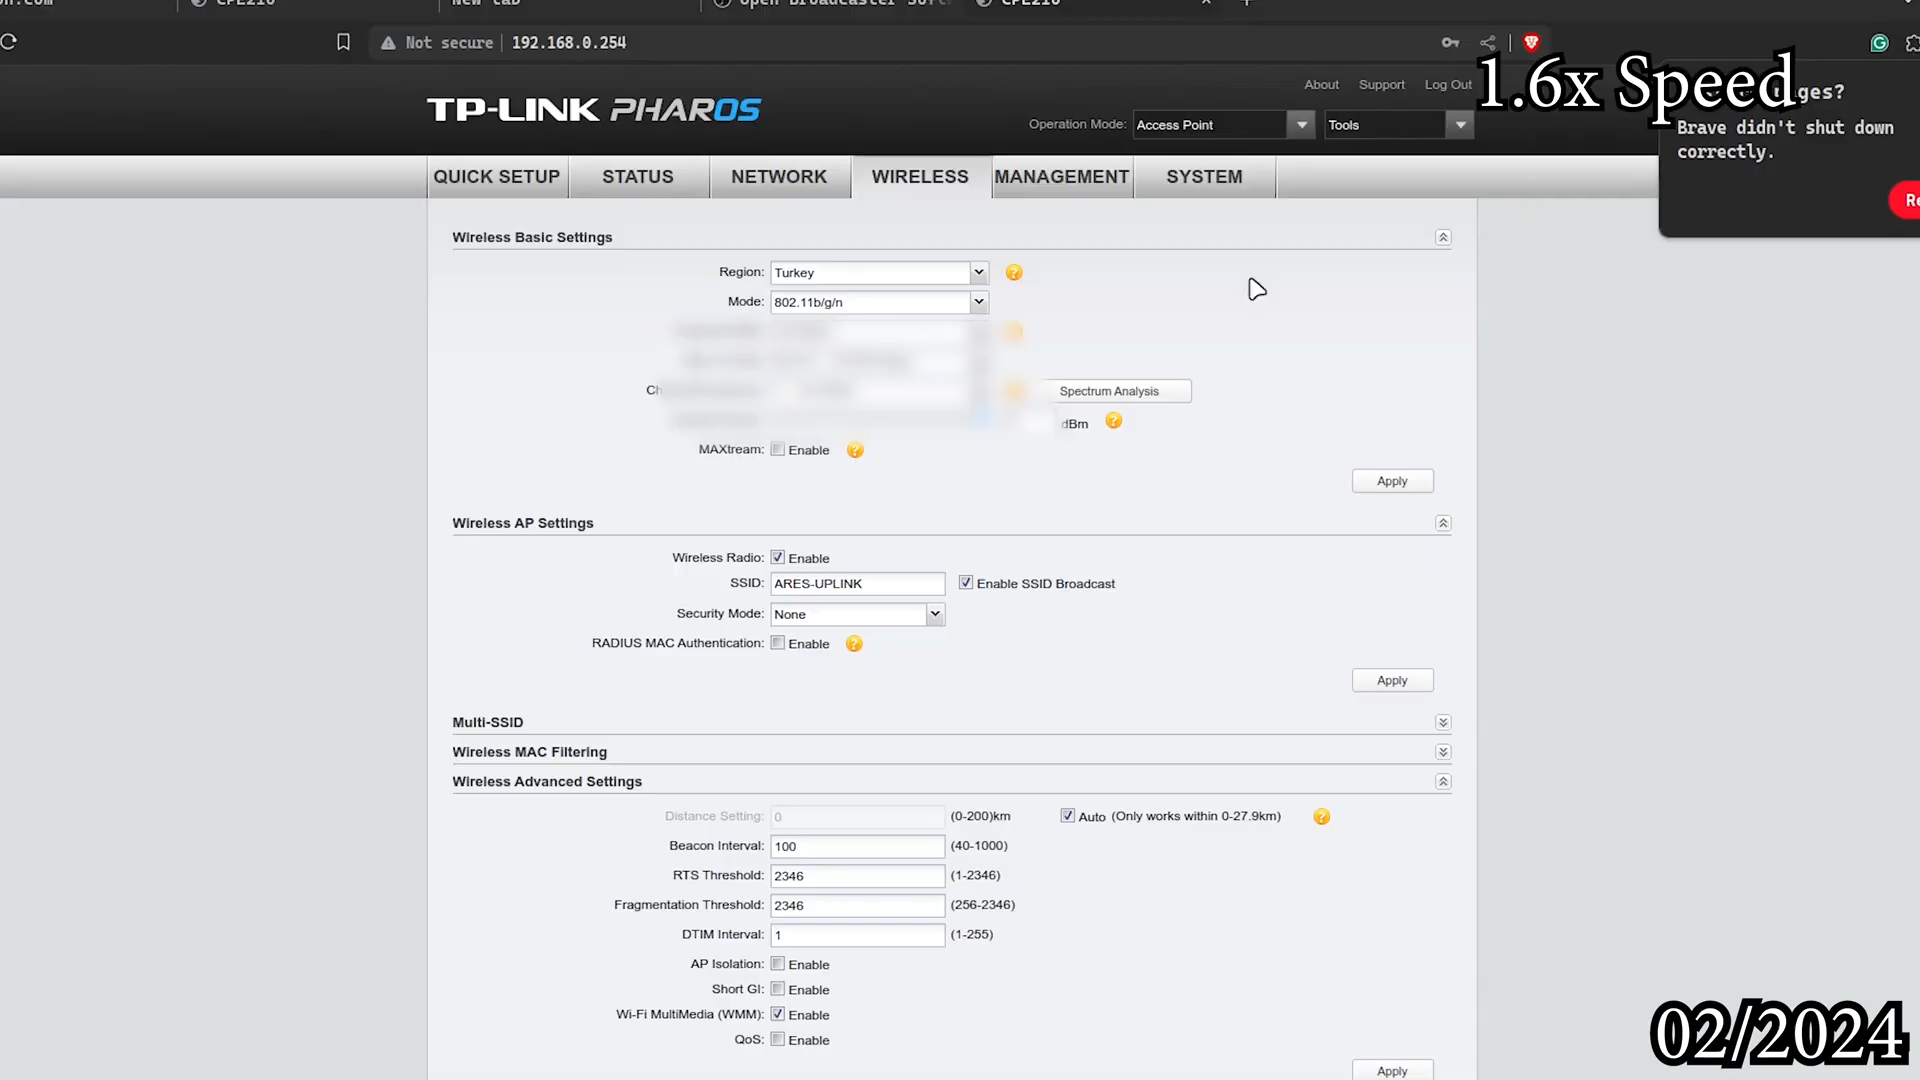 CPE210
New tab
CPE210
Not secure 192.168.0.254
1.6x Speed
Brave didn't shut down
correctly.
TP-LINK PHAROS
About Support Log Out
Operation Mode: Access Point Tools
QUICK SETUP STATUS NETWORK WIRELESS MANAGEMENT SYSTEM
Wireless Basic Settings
Region: Turkey
Mode: 802.11b/g/n
Spectrum Analysis
dBm
MAXtream: Enable
Apply
Wireless AP Settings
Wireless Radio: Enable
SSID: ARES-UPLINK Enable SSID Broadcast
Security Mode: None
RADIUS MAC Authentication: Enable
Apply
Multi-SSID
Wireless MAC Filtering
Wireless Advanced Settings
Distance Setting: 0 (0-200)km Auto (Only works within 0-27.9km)
Beacon Interval: 100 (40-1000)
RTS Threshold: 2346 (1-2346)
Fragmentation Threshold: 2346 (256-2346)
DTIM Interval: 1 (1-255)
AP Isolation: Enable
Short GI: Enable
Wi-Fi MultiMedia (WMM): Enable
QoS: Enable
Apply
02/2024